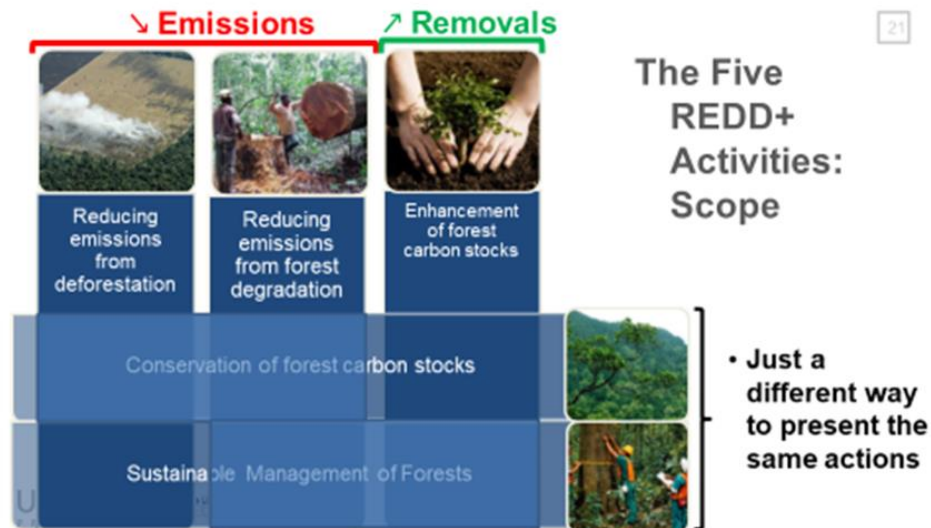 ↘ Emissions
↗ Removals
21
The Five
REDD+
Activities:
Scope
Reducing
emissions
from
deforestation
Reducing
emissions
from forest
degradation
Enhancement
of forest
carbon stocks
Conservation of forest carbon stocks
Sustainable Management of Forests
• Just a
different way
to present the
same actions